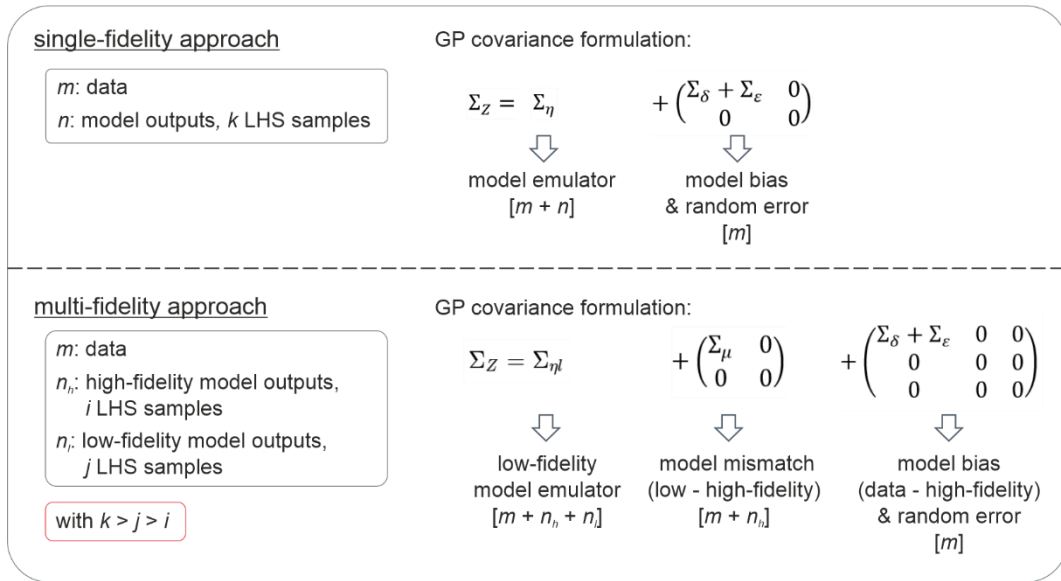 single-fidelity approach
m: data
n: model outputs, k LHS samples
GP covariance formulation:
Σ_Z = Σ_η + (Σ_δ + Σ_ε 0
0 0)
model emulator
[m + n]
model bias
& random error
[m]
multi-fidelity approach
m: data
n_h: high-fidelity model outputs,
i LHS samples
n_l: low-fidelity model outputs,
j LHS samples
with k > j > i
GP covariance formulation:
Σ_Z = Σ_ηl + (Σ_μ 0
0 0) + (Σ_δ + Σ_ε 0 0
0 0 0
0 0 0)
low-fidelity
model emulator
[m + n_h + n_l]
model mismatch
(low - high-fidelity)
[m + n_h]
model bias
(data - high-fidelity)
& random error
[m]